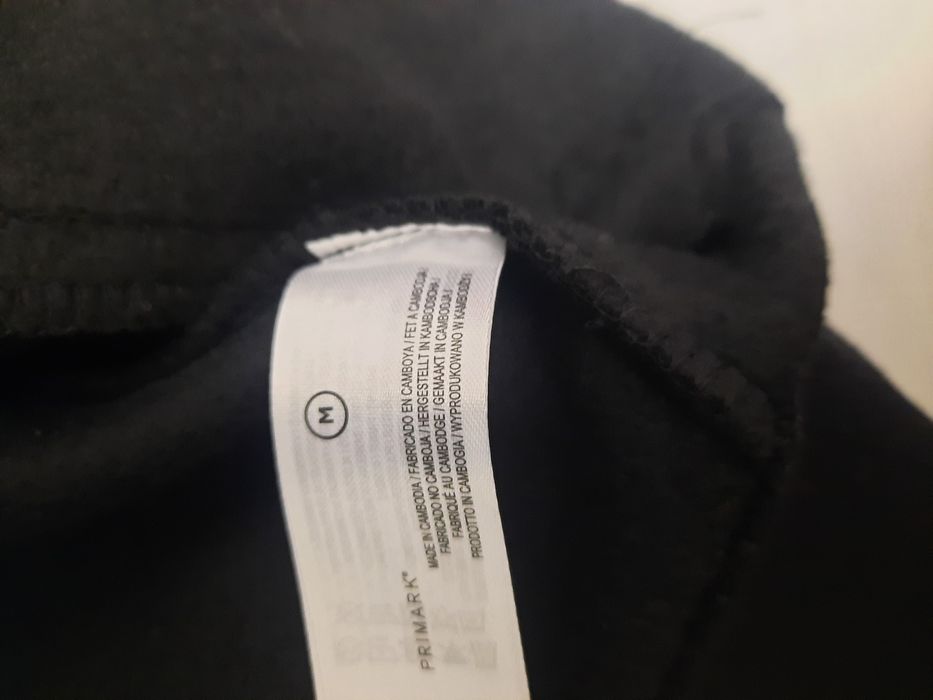 M
PRIMARK®
MADE IN CAMBODIA / FABRICADO EN CAMBOYA / FET A CAMBODJA /
FABRICADO NO CAMBOJA / HERGESTELLT IN KAMBODSCHA /
FABRIQUÉ AU CAMBODGE / GEMAAKT IN CAMBODJA /
PRODOTTO IN CAMBOGIA / WYPRODUKOWANO W KAMBODŻY /